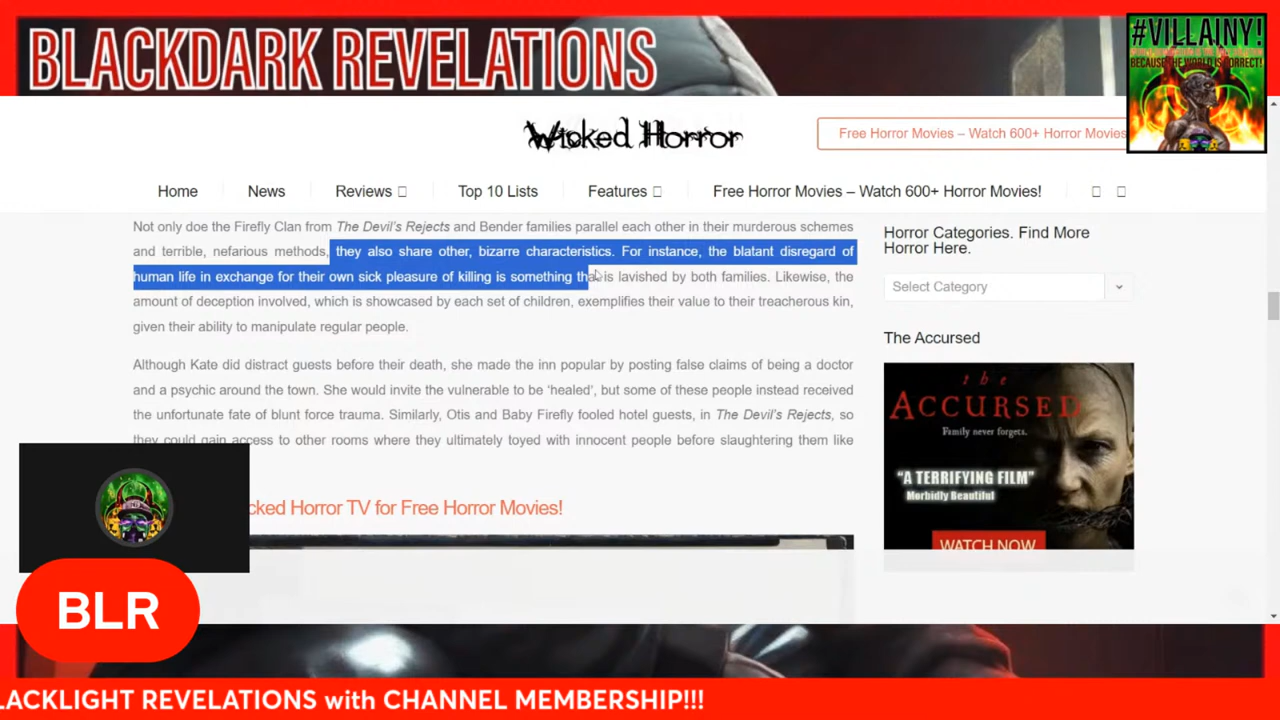 BLACKDARK REVELATIONS
#VILLAINY!
BECAUSE THE WORLD IS CORRECT!
Wicked Horror
Free Horror Movies – Watch 600+ Horror Movies
Home News Reviews Top 10 Lists Features Free Horror Movies – Watch 600+ Horror Movies!
Not only doe the Firefly Clan from The Devil's Rejects and Bender families parallel each other in their murderous schemes
and terrible, nefarious methods, they also share other, bizarre characteristics. For instance, the blatant disregard of
human life in exchange for their own sick pleasure of killing is something that is lavished by both families. Likewise, the
amount of deception involved, which is showcased by each set of children, exemplifies their value to their treacherous kin,
given their ability to manipulate regular people.
Although Kate did distract guests before their death, she made the inn popular by posting false claims of being a doctor
and a psychic around the town. She would invite the vulnerable to be 'healed', but some of these people instead received
the unfortunate fate of blunt force trauma. Similarly, Otis and Baby Firefly fooled hotel guests, in The Devil's Rejects, so
they could gain access to other rooms where they ultimately toyed with innocent people before slaughtering them like
cked Horror TV for Free Horror Movies!
Horror Categories. Find More
Horror Here.
Select Category
The Accursed
the
ACCURSED
Family never forgets.
"A TERRIFYING FILM"
Morbidly Beautiful
WATCH NOW
BLR
LACKLIGHT REVELATIONS with CHANNEL MEMBERSHIP!!!